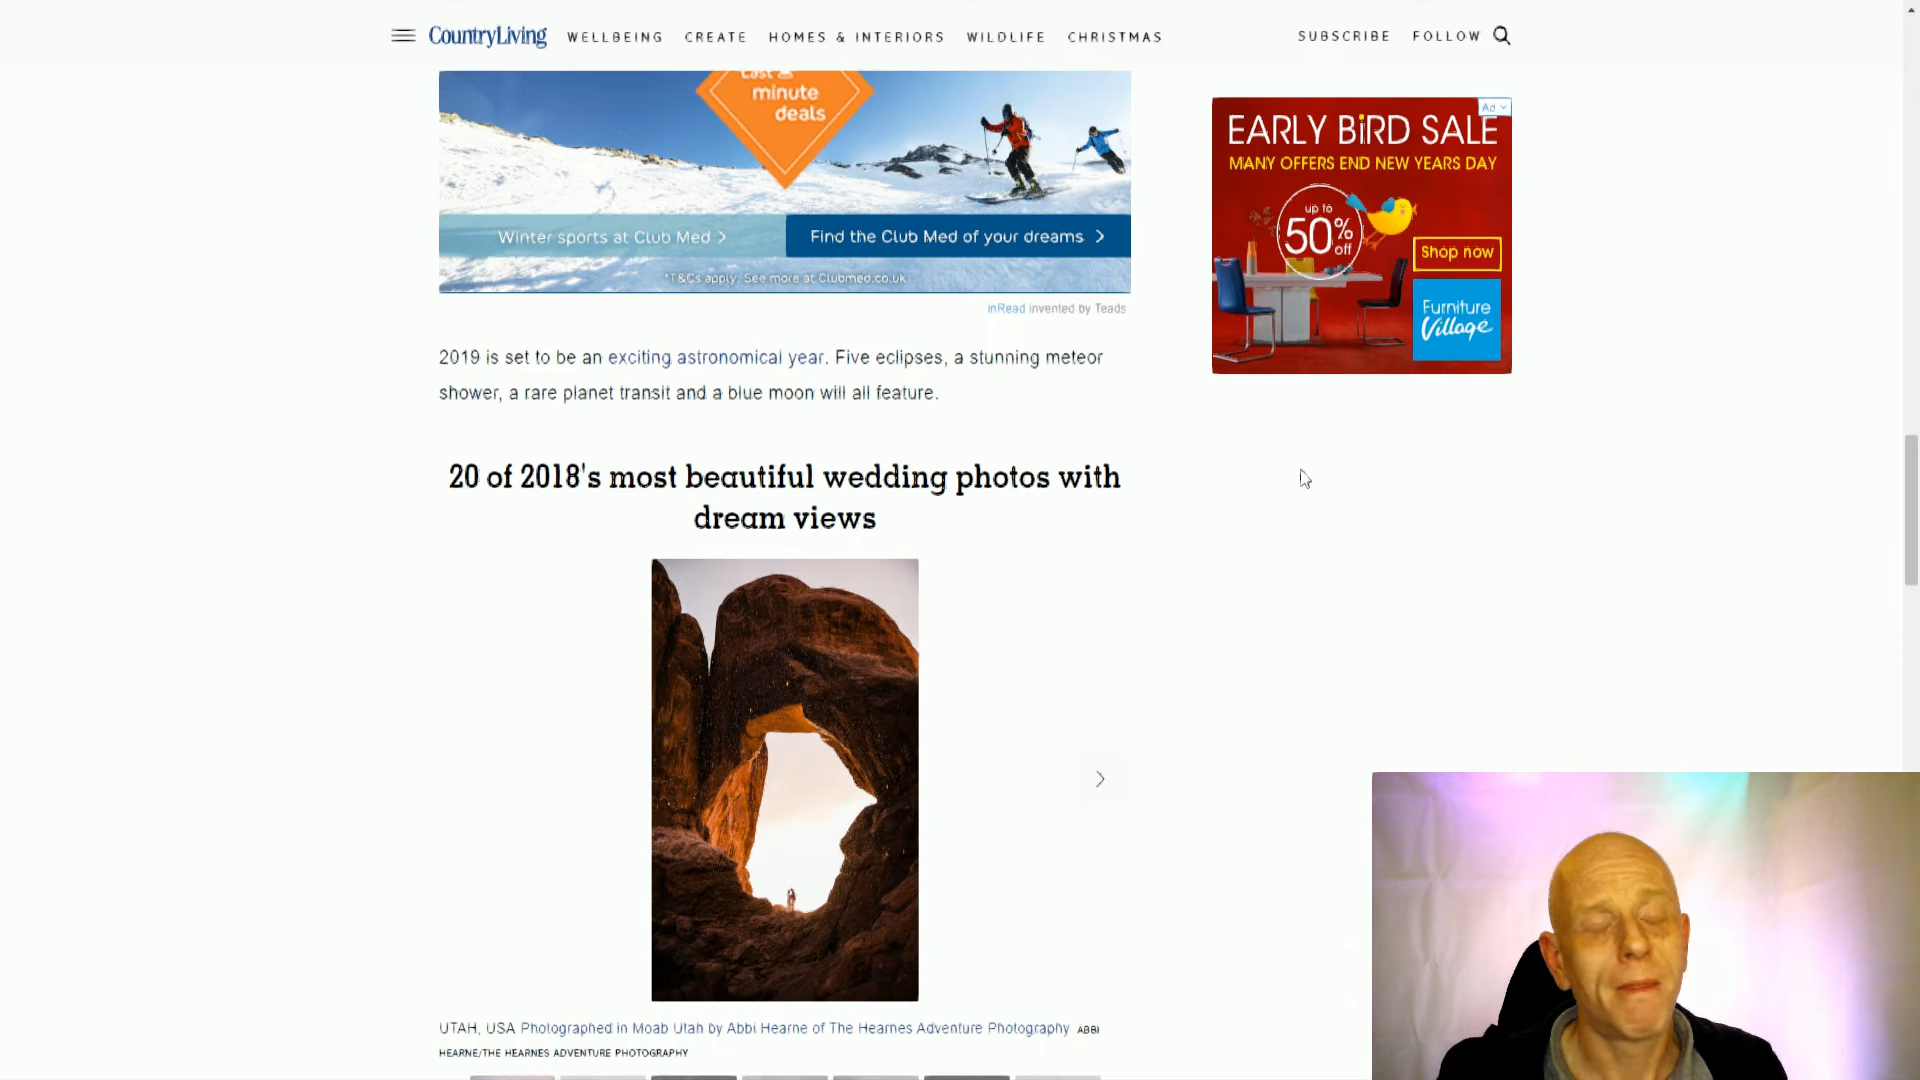 CountryLiving WELLBEING CREATE HOMES & INTERIORS WILDLIFE CHRISTMAS SUBSCRIBE FOLLOW
Last
minute
deals
Winter sports at Club Med
Find the Club Med of your dreams
*T&Cs apply. See more at Clubmed.co.uk
inRead invented by Teads
Ad
EARLY BiRD SALE
MANY OFFERS END NEW YEARS DAY
up to
50%
off
Shop now
Furniture
Village
2019 is set to be an exciting astronomical year. Five eclipses, a stunning meteor
shower, a rare planet transit and a blue moon will all feature.
20 of 2018's most beautiful wedding photos with
dream views
UTAH, USA Photographed in Moab Utah by Abbi Hearne of The Hearnes Adventure Photography ABBI
HEARNE/THE HEARNES ADVENTURE PHOTOGRAPHY